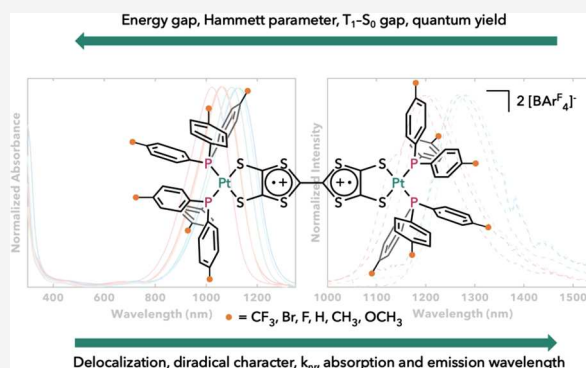 Energy gap, Hammett parameter, T₁–S₀ gap, quantum yield
Normalized Absorbance
400 600 800 1000 1200
Wavelength (nm)
Normalized Intensity
1000 1100 1200 1300 1400 1500
Wavelength (nm)
P P Pt S S S S •+ +• S S S S Pt P P
2 [BArF₄]⁻
= CF₃, Br, F, H, CH₃, OCH₃
Delocalization, diradical character, absorption and emission wavelength